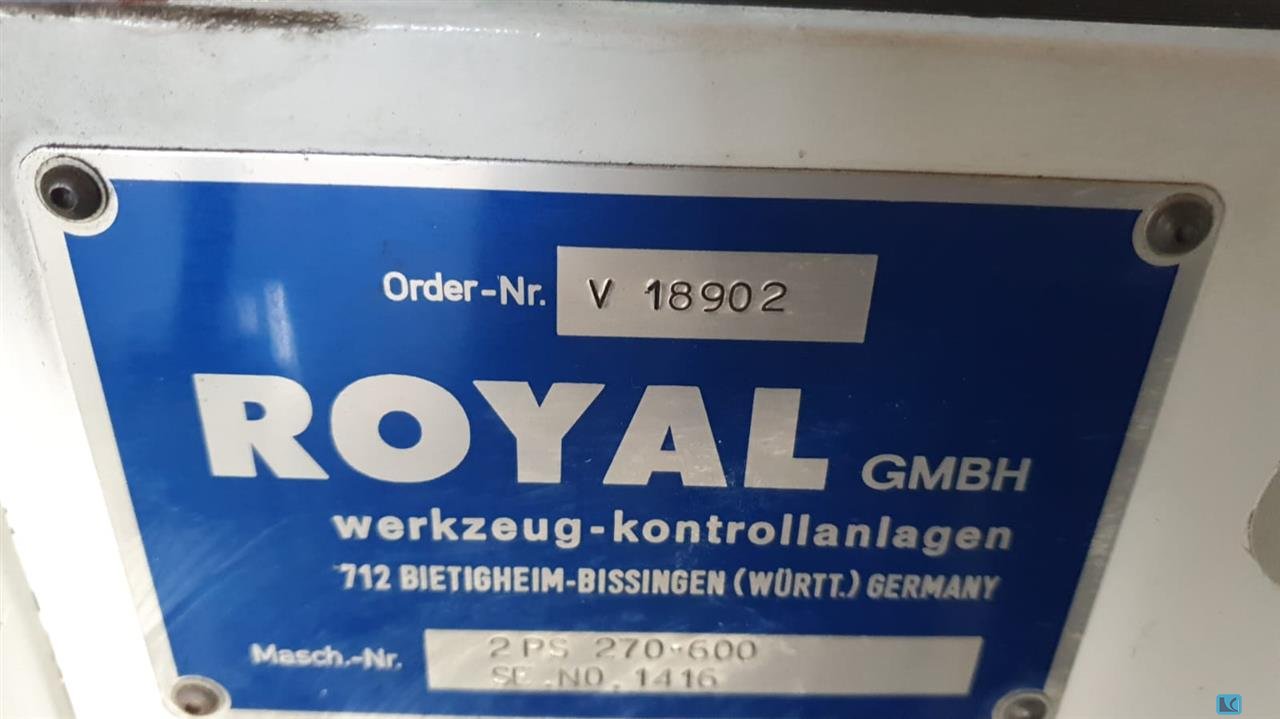 Order-Nr. V 18902
ROYAL GMBH
werkzeug-kontrollanlagen
712 BIETIGHEIM-BISSINGEN (WÜRTT.) GERMANY
Masch.-Nr. 2 PS 270·600
SE.NO. 1416